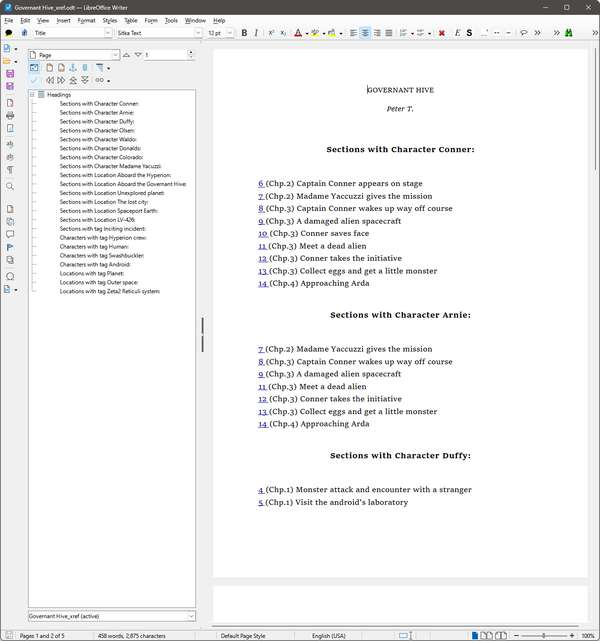 Governant Hive_xref.odt — LibreOffice Writer
File Edit View Insert Format Styles Table Form Tools Window Help
Title Sitka Text 12 pt
Page 1
Headings
Sections with Character Conner:
Sections with Character Arnie:
Sections with Character Duffy:
Sections with Character Olsen:
Sections with Character Waldo:
Sections with Character Donaldo:
Sections with Character Colorado:
Sections with Character Madame Yacuzzi:
Sections with Location Aboard the Hyperion:
Sections with Location Aboard the Governant Hive:
Sections with Location Unexplored planet:
Sections with Location The lost city:
Sections with Location Spaceport Earth:
Sections with Location LV-426:
Sections with tag Inciting incident:
Characters with tag Hyperion crew:
Characters with tag Human:
Characters with tag Swashbuckler:
Characters with tag Android:
Locations with tag Planet:
Locations with tag Outer space:
Locations with tag Zeta2 Reticuli system:
Governant Hive_xref (active)
GOVERNANT HIVE
Peter T.
Sections with Character Conner:
6 (Chp.2) Captain Conner appears on stage
7 (Chp.2) Madame Yaccuzzi gives the mission
8 (Chp.3) Captain Conner wakes up way off course
9 (Chp.3) A damaged alien spacecraft
10 (Chp.3) Conner saves face
11 (Chp.3) Meet a dead alien
12 (Chp.3) Conner takes the initiative
13 (Chp.3) Collect eggs and get a little monster
14 (Chp.4) Approaching Arda
Sections with Character Arnie:
7 (Chp.2) Madame Yaccuzzi gives the mission
8 (Chp.3) Captain Conner wakes up way off course
9 (Chp.3) A damaged alien spacecraft
11 (Chp.3) Meet a dead alien
12 (Chp.3) Conner takes the initiative
13 (Chp.3) Collect eggs and get a little monster
14 (Chp.4) Approaching Arda
Sections with Character Duffy:
4 (Chp.1) Monster attack and encounter with a stranger
5 (Chp.1) Visit the android's laboratory
Pages 1 and 2 of 5 458 words, 2,875 characters Default Page Style English (USA) 100%